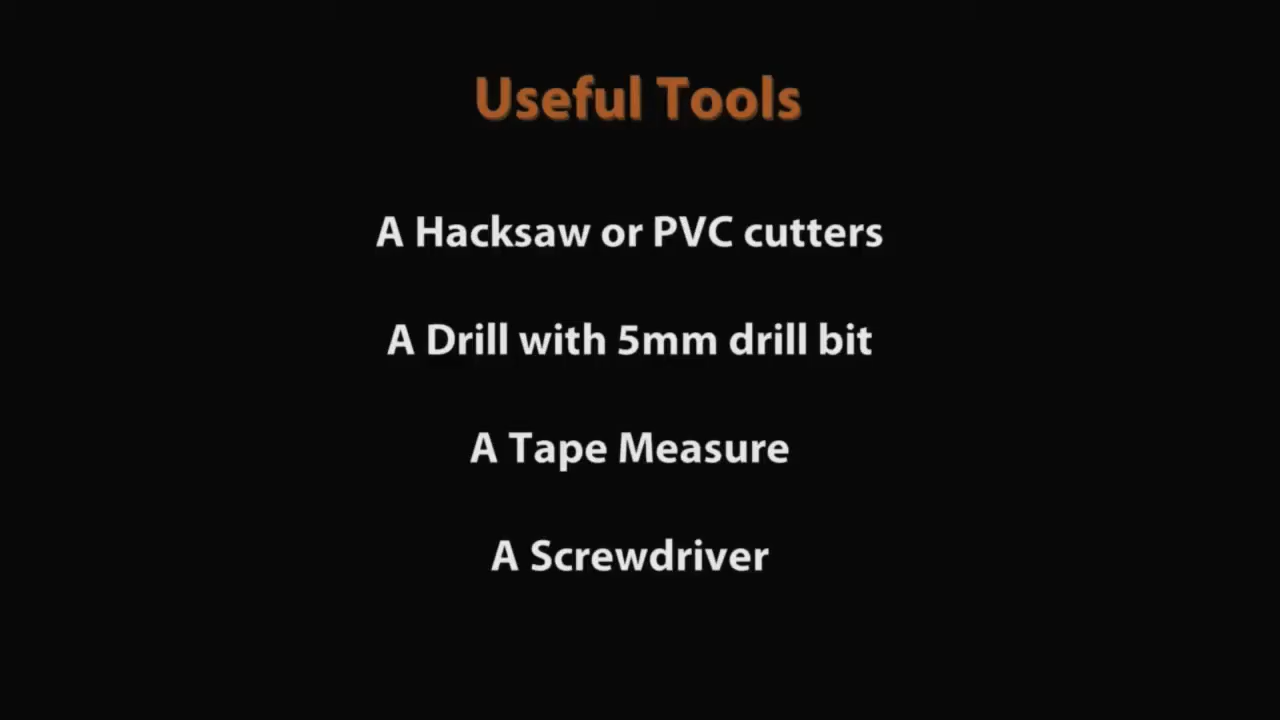 Useful Tools
A Hacksaw or PVC cutters
A Drill with 5mm drill bit
A Tape Measure
A Screwdriver